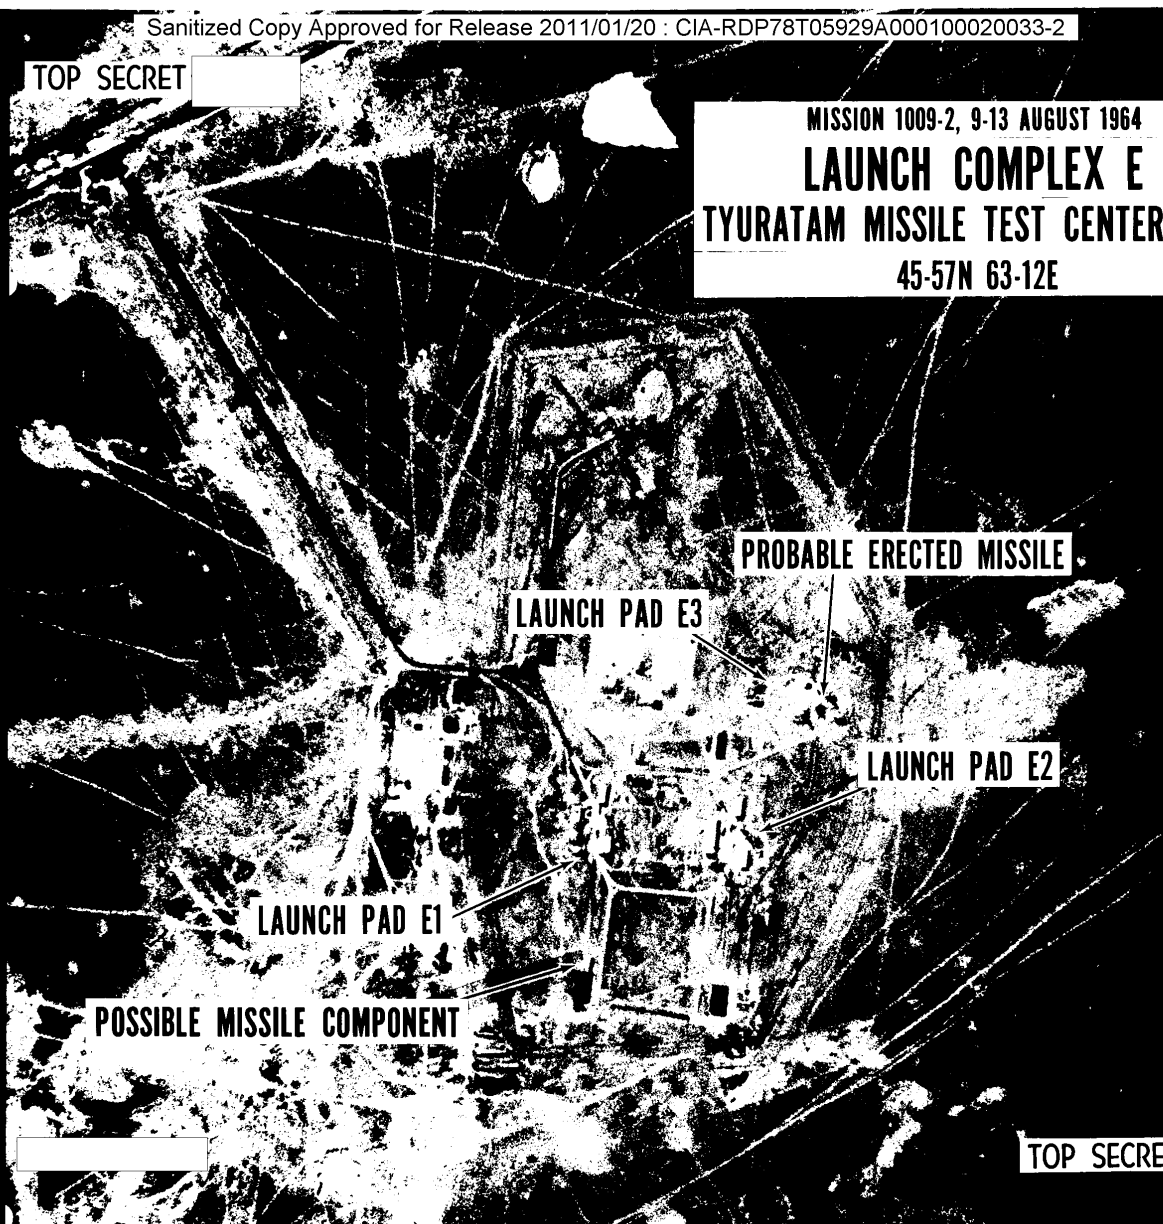 Sanitized Copy Approved for Release 2011/01/20 : CIA-RDP78T05929A000100020033-2
TOP SECRET
MISSION 1009-2, 9-13 AUGUST 1964
LAUNCH COMPLEX E
TYURATAM MISSILE TEST CENTER
45-57N 63-12E
PROBABLE ERECTED MISSILE
LAUNCH PAD E3
LAUNCH PAD E2
LAUNCH PAD E1
POSSIBLE MISSILE COMPONENT
TOP SECRE